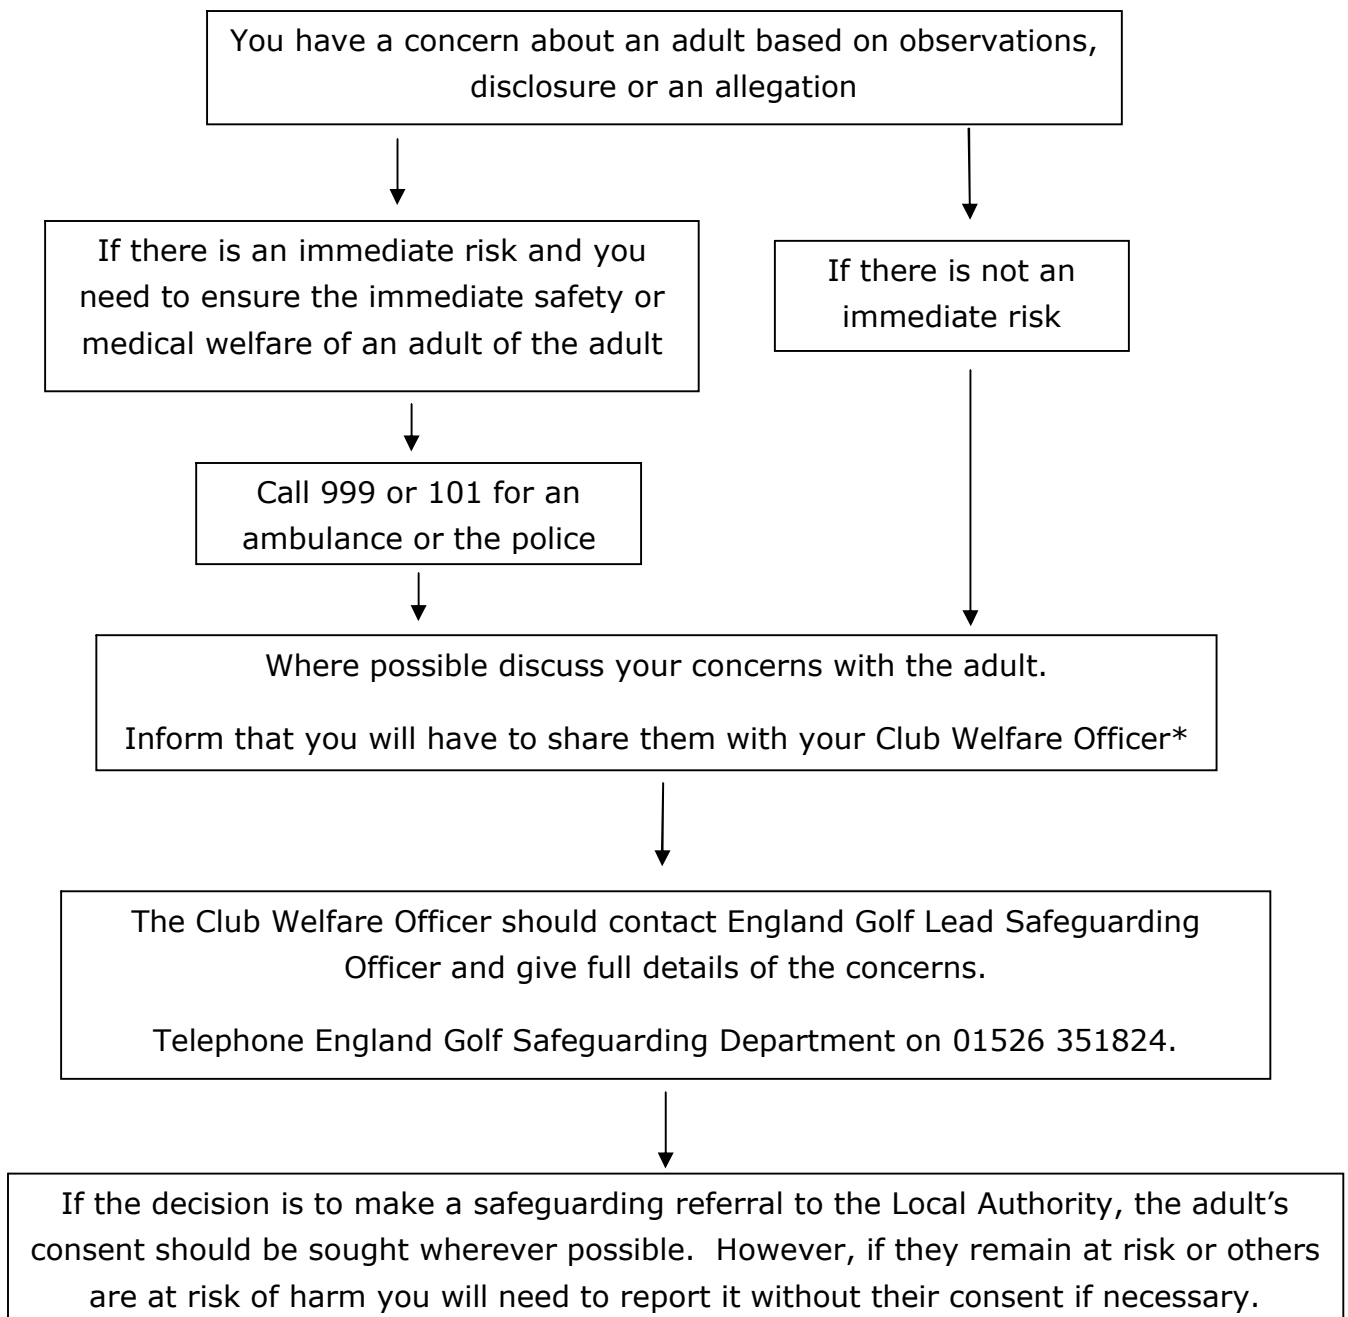 You have a concern about an adult based on observations,
disclosure or an allegation
If there is an immediate risk and you
need to ensure the immediate safety or
medical welfare of an adult of the adult
If there is not an
immediate risk
Call 999 or 101 for an
ambulance or the police
Where possible discuss your concerns with the adult.
Inform that you will have to share them with your Club Welfare Officer*
The Club Welfare Officer should contact England Golf Lead Safeguarding
Officer and give full details of the concerns.
Telephone England Golf Safeguarding Department on 01526 351824.
If the decision is to make a safeguarding referral to the Local Authority, the adult’s
consent should be sought wherever possible.  However, if they remain at risk or others
are at risk of harm you will need to report it without their consent if necessary.